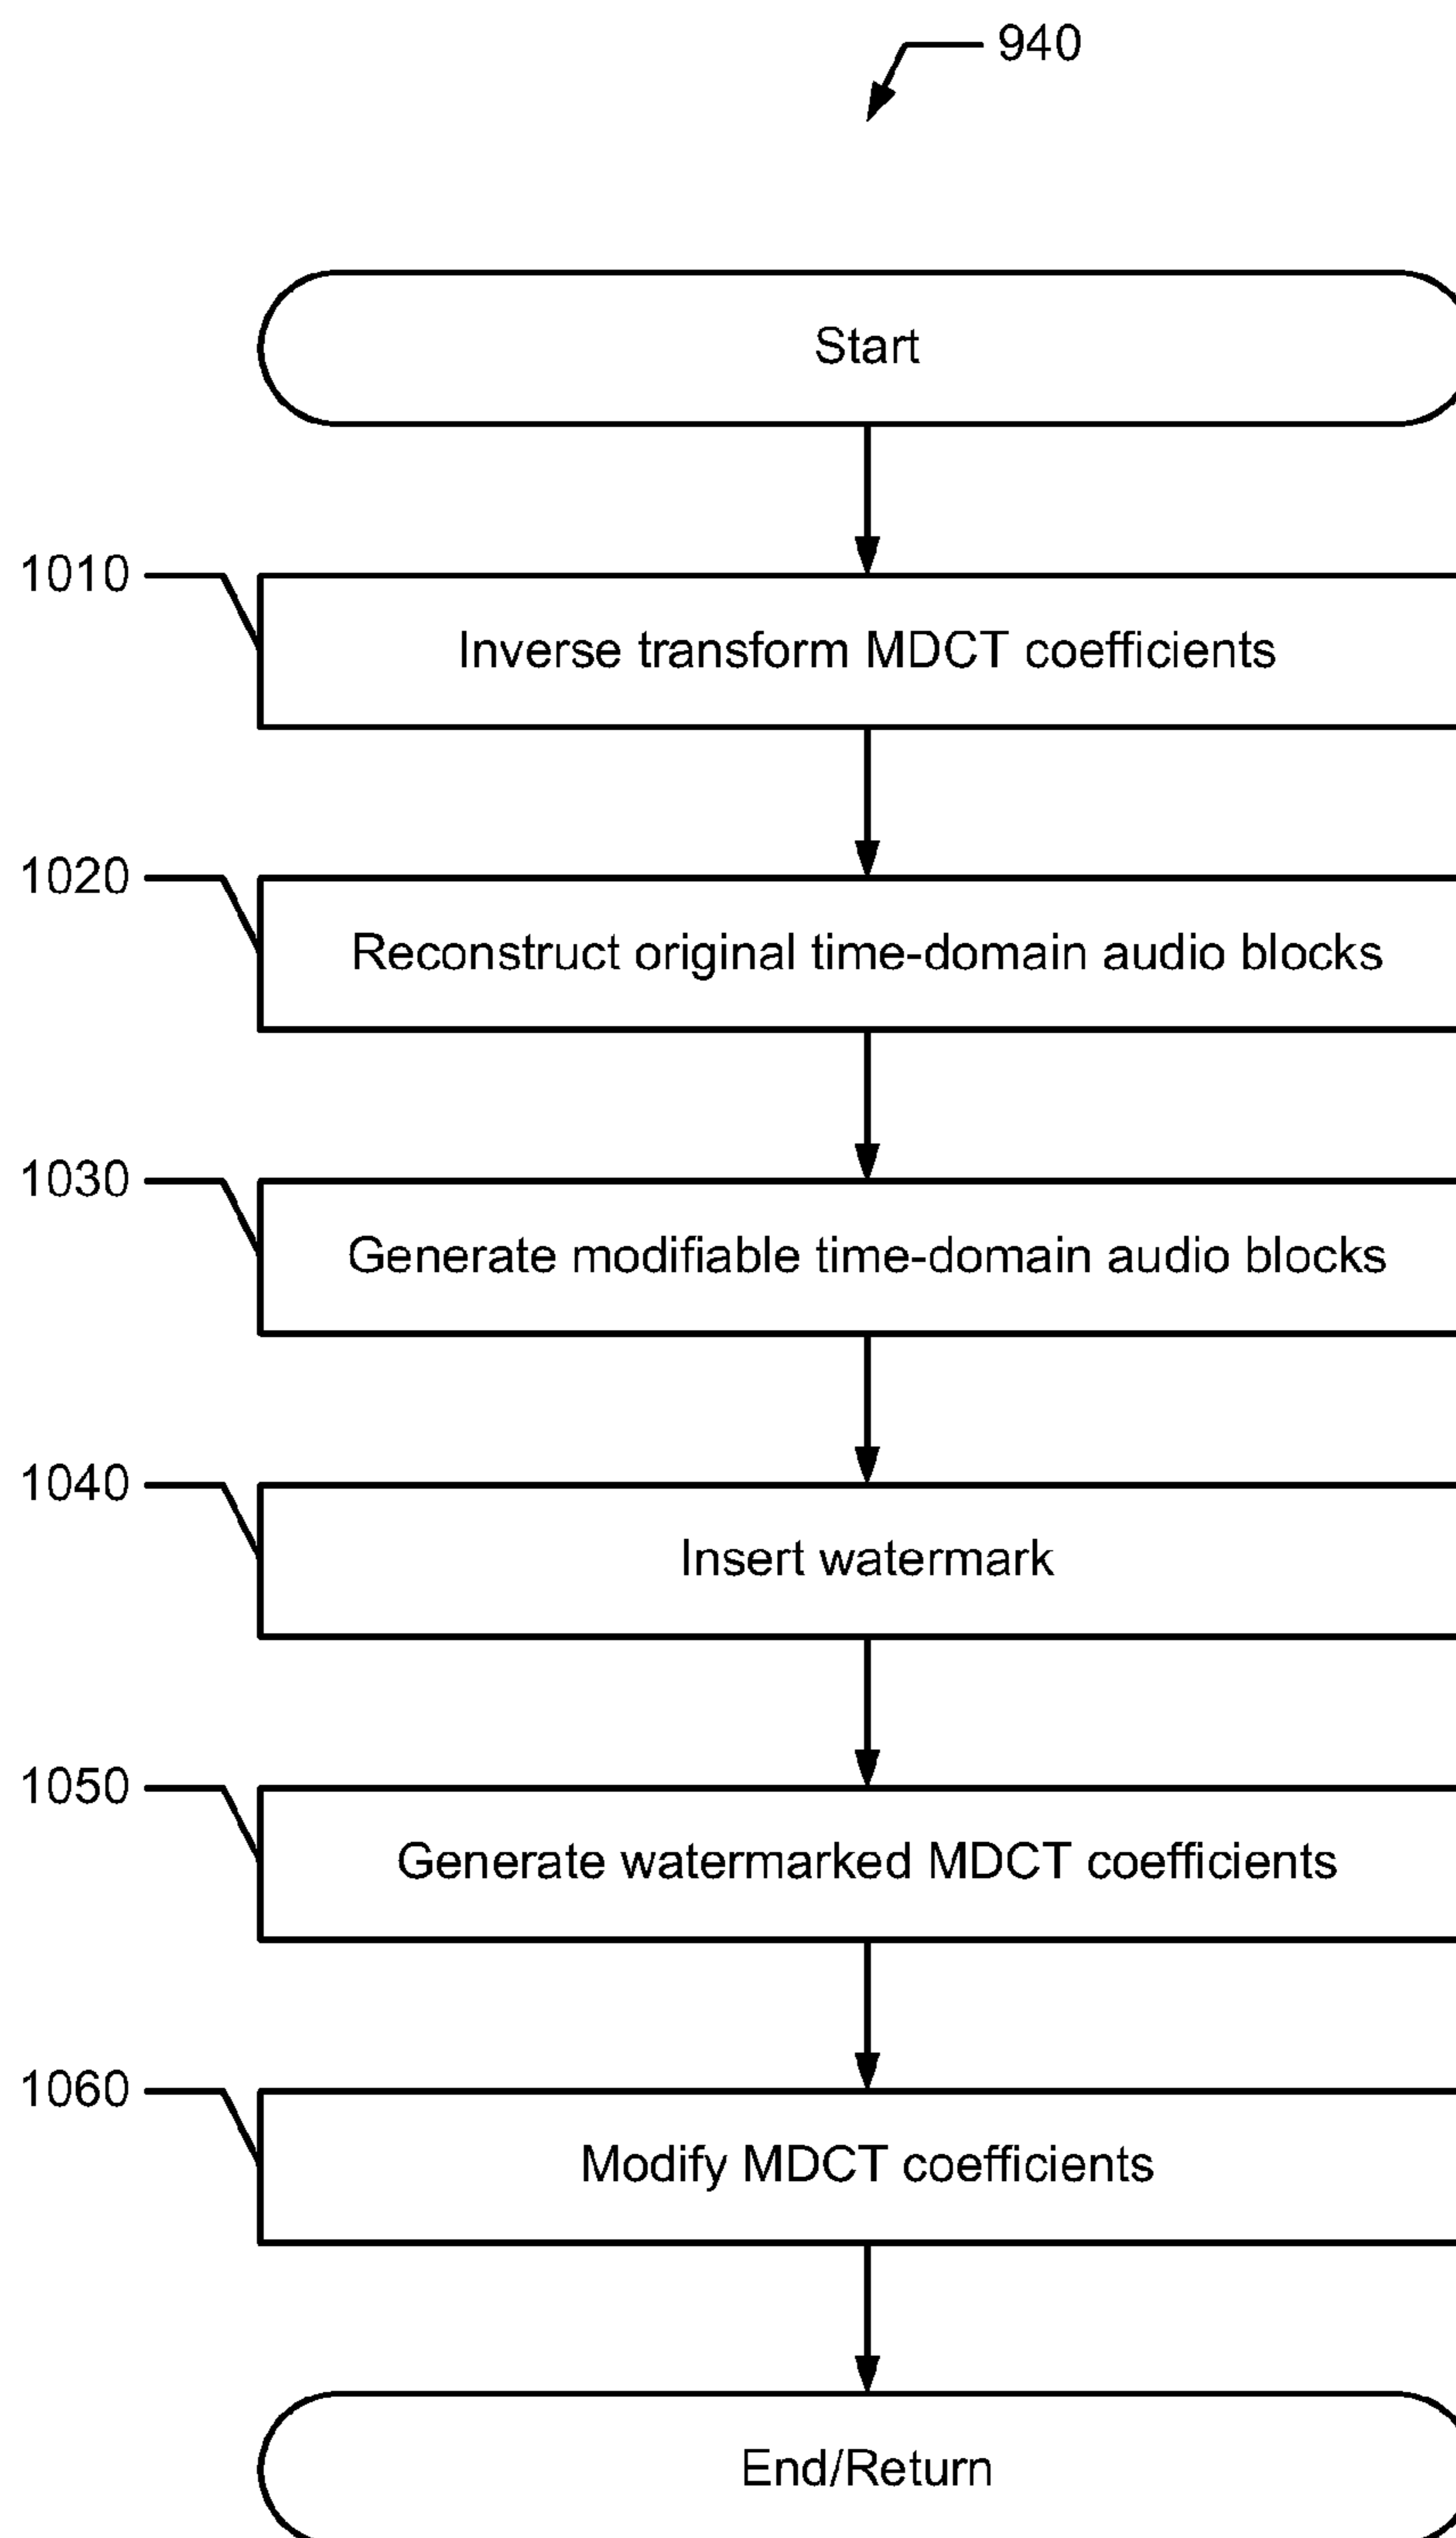 940
Start
1010
Inverse transform MDCT coefficients
1020
Reconstruct original time-domain audio blocks
1030
Generate modifiable time-domain audio blocks
1040
Insert watermark
1050
Generate watermarked MDCT coefficients
1060
Modify MDCT coefficients
End/Return